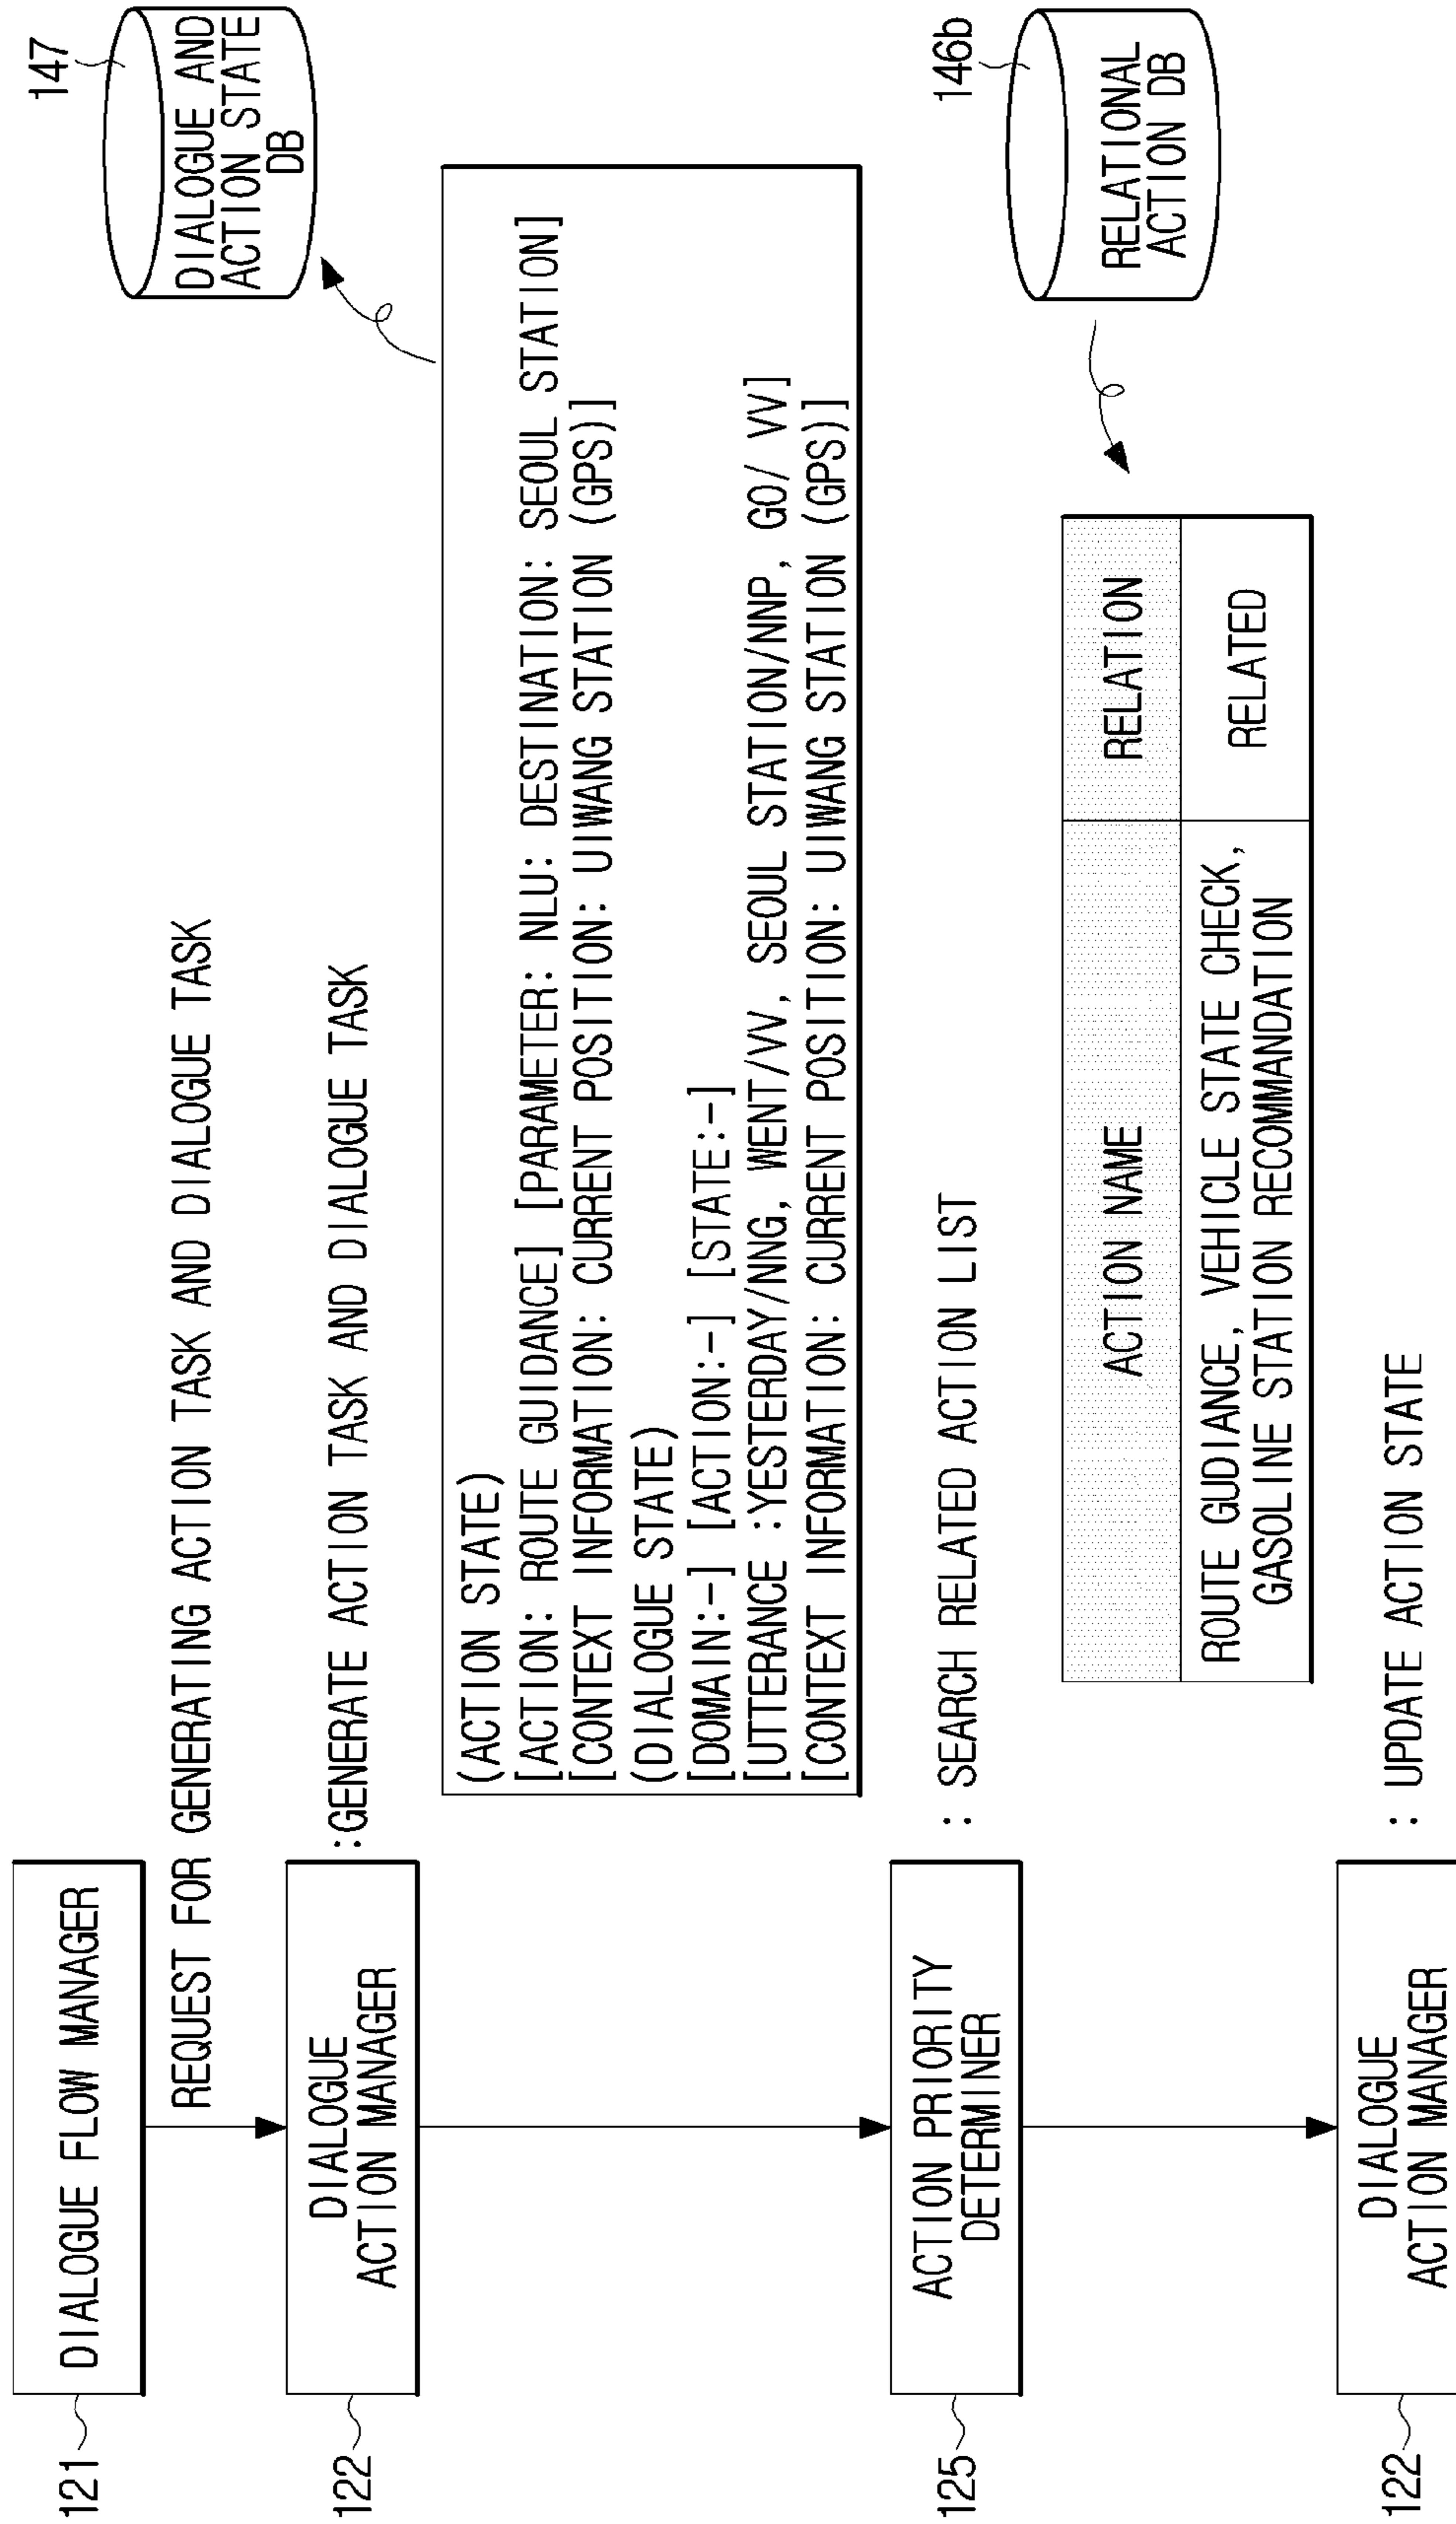 121
DIALOGUE FLOW MANAGER
REQUEST FOR GENERATING ACTION TASK AND DIALOGUE TASK
147
DIALOGUE AND
ACTION STATE
DB
122
DIALOGUE
ACTION MANAGER
:GENERATE ACTION TASK AND DIALOGUE TASK
(ACTION STATE)
[ACTION: ROUTE GUIDANCE] [PARAMETER: NLU: DESTINATION: SEOUL STATION]
[CONTEXT INFORMATION: CURRENT POSITION: UIWANG STATION (GPS)]
(DIALOGUE STATE)
[DOMAIN:-] [ACTION:-] [STATE:-]
[UTTERANCE :YESTERDAY/NNG, WENT/VV, SEOUL STATION/NNP, GO/ VV]
[CONTEXT INFORMATION: CURRENT POSITION: UIWANG STATION (GPS)]
125
ACTION PRIORITY
DETERMINER
: SEARCH RELATED ACTION LIST
146b
RELATIONAL
ACTION DB
ACTION NAME
RELATION
ROUTE GUDIANCE, VEHICLE STATE CHECK,
GASOLINE STATION RECOMMANDATION
RELATED
122
DIALOGUE
ACTION MANAGER
: UPDATE ACTION STATE